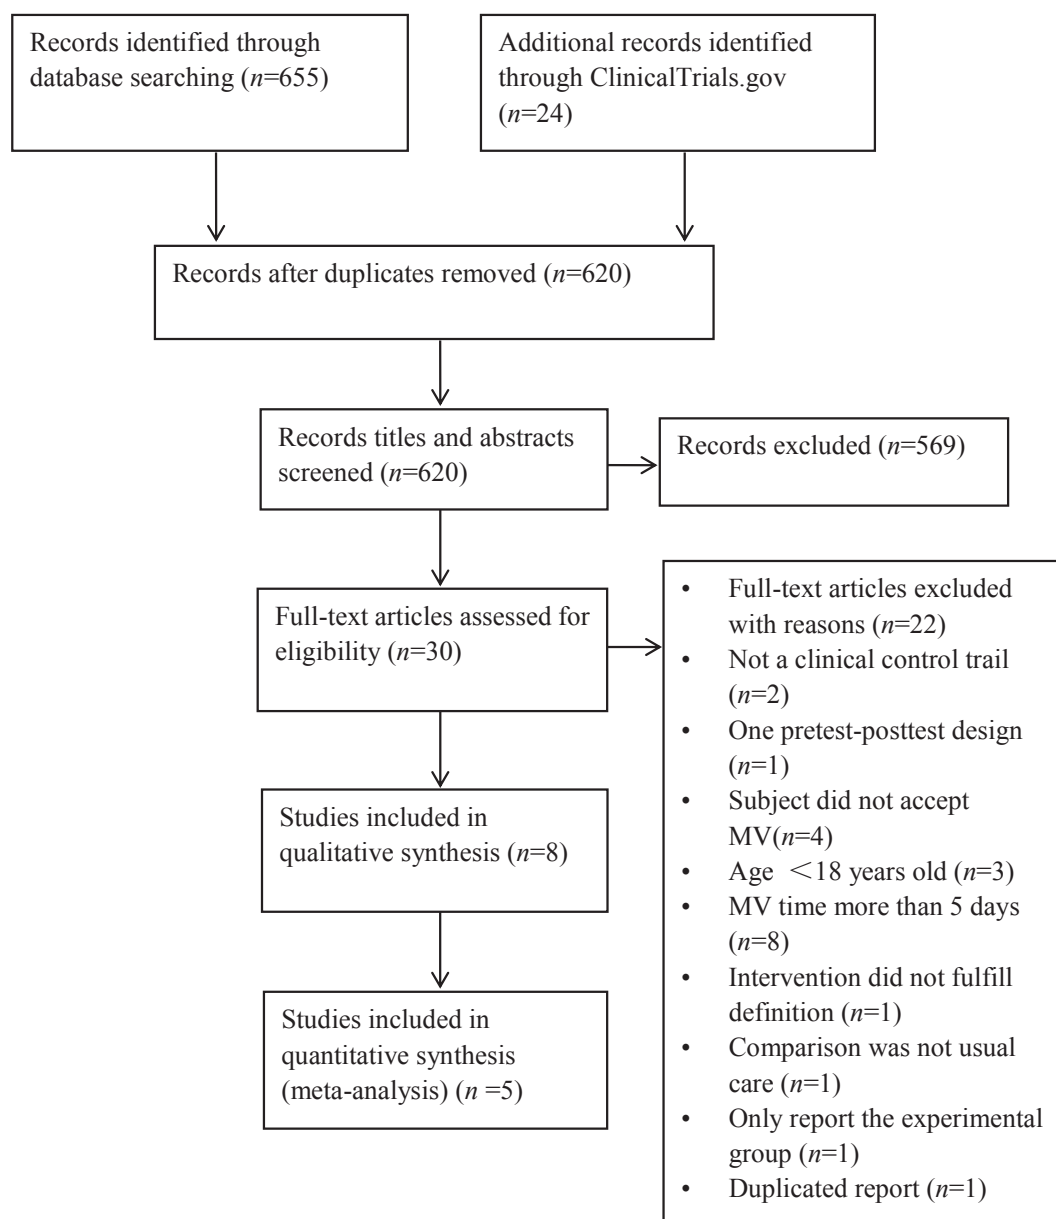 Records identified through
database searching (n=655)
Additional records identified
through ClinicalTrials.gov
(n=24)
Records after duplicates removed (n=620)
Records titles and abstracts
screened (n=620)
Records excluded (n=569)
Full-text articles assessed for
eligibility (n=30)
• Full-text articles excluded
with reasons (n=22)
• Not a clinical control trail
(n=2)
• One pretest-posttest design
(n=1)
• Subject did not accept
MV(n=4)
• Age <18 years old (n=3)
• MV time more than 5 days
(n=8)
• Intervention did not fulfill
definition (n=1)
• Comparison was not usual
care (n=1)
• Only report the experimental
group (n=1)
• Duplicated report (n=1)
Studies included in
qualitative synthesis (n=8)
Studies included in
quantitative synthesis
(meta-analysis) (n =5)